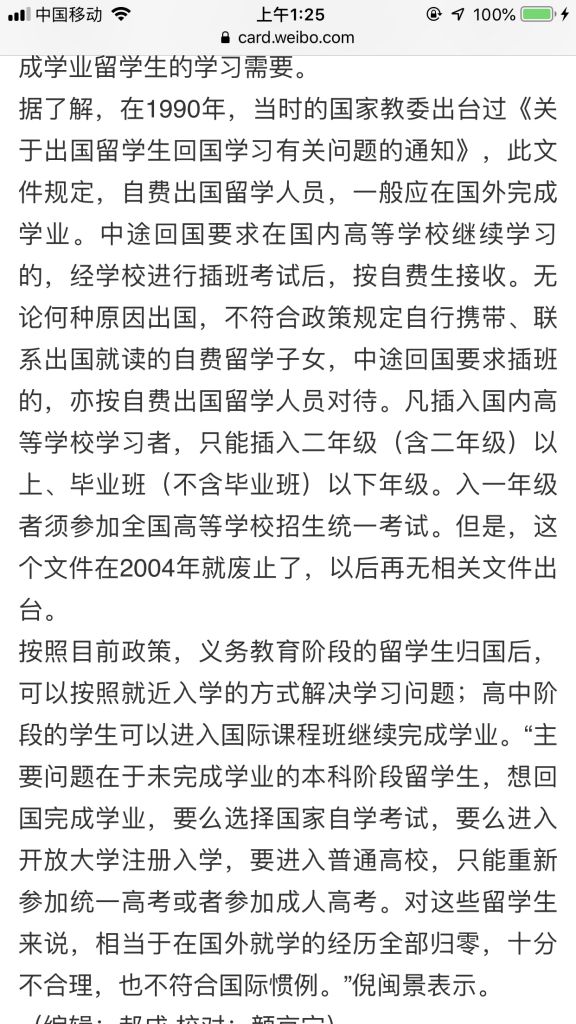 中国移动 上午1:25 100%
card.weibo.com
成学业留学生的学习需要。
据了解，在1990年，当时的国家教委出台过《关
于出国留学生回国学习有关问题的通知》，此文
件规定，自费出国留学人员，一般应在国外完成
学业。中途回国要求在国内高等学校继续学习
的，经学校进行插班考试后，按自费生接收。无
论何种原因出国，不符合政策规定自行携带、联
系出国就读的自费留学子女，中途回国要求插班
的，亦按自费出国留学人员对待。凡插入国内高
等学校学习者，只能插入二年级（含二年级）以
上、毕业班（不含毕业班）以下年级。入一年级
者须参加全国高等学校招生统一考试。但是，这
个文件在2004年就废止了，以后再无相关文件出
台。
按照目前政策，义务教育阶段的留学生归国后，
可以按照就近入学的方式解决学习问题；高中阶
段的学生可以进入国际课程班继续完成学业。“主
要问题在于未完成学业的本科阶段留学生，想回
国完成学业，要么选择国家自学考试，要么进入
开放大学注册入学，要进入普通高校，只能重新
参加统一高考或者参加成人高考。对这些留学生
来说，相当于在国外就学的经历全部归零，十分
不合理，也不符合国际惯例。”倪闽景表示。